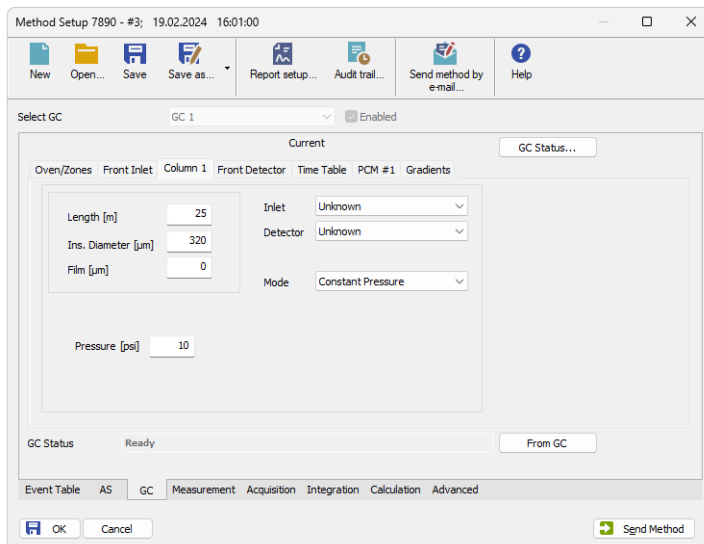 Method Setup 7890 - #3; 19.02.2024 16:01:00
New Open... Save Save as... Report setup... Audit trail... Send method by e-mail... Help
Select GC GC 1 Enabled
Current GC Status...
Oven/Zones Front Inlet Column 1 Front Detector Time Table PCM #1 Gradients
Length [m] 25 Inlet Unknown
Ins. Diameter [µm] 320 Detector Unknown
Film [µm] 0
Mode Constant Pressure
Pressure [psi] 10
GC Status Ready From GC
Event Table AS GC Measurement Acquisition Integration Calculation Advanced
OK Cancel Send Method